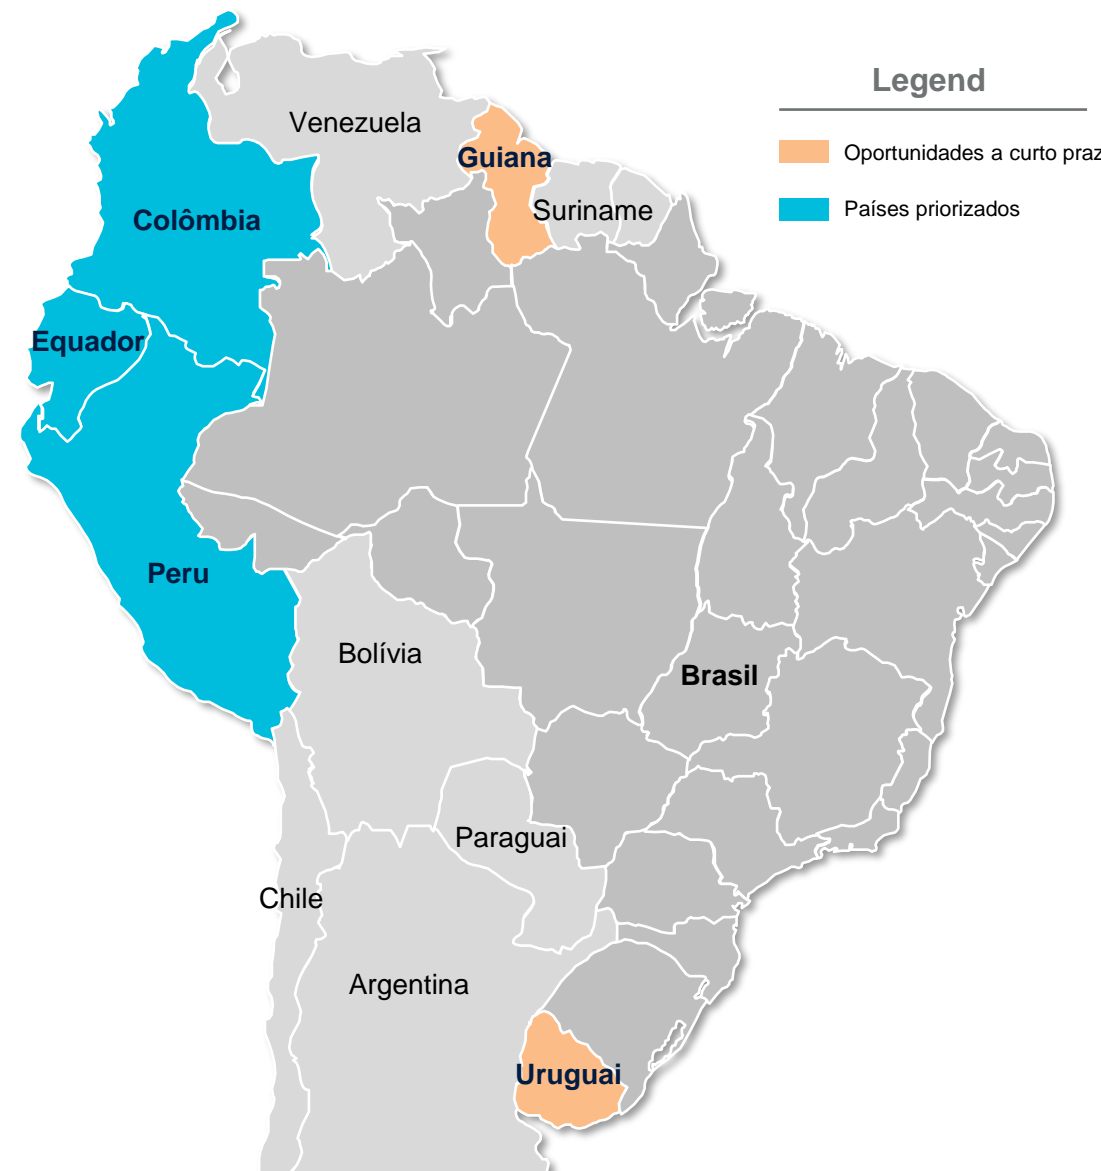 Legend
Oportunidades a curto praz
Países priorizados
Venezuela
Guiana
Suriname
Colômbia
Equador
Peru
Bolívia
Brasil
Paraguai
Chile
Argentina
Uruguai